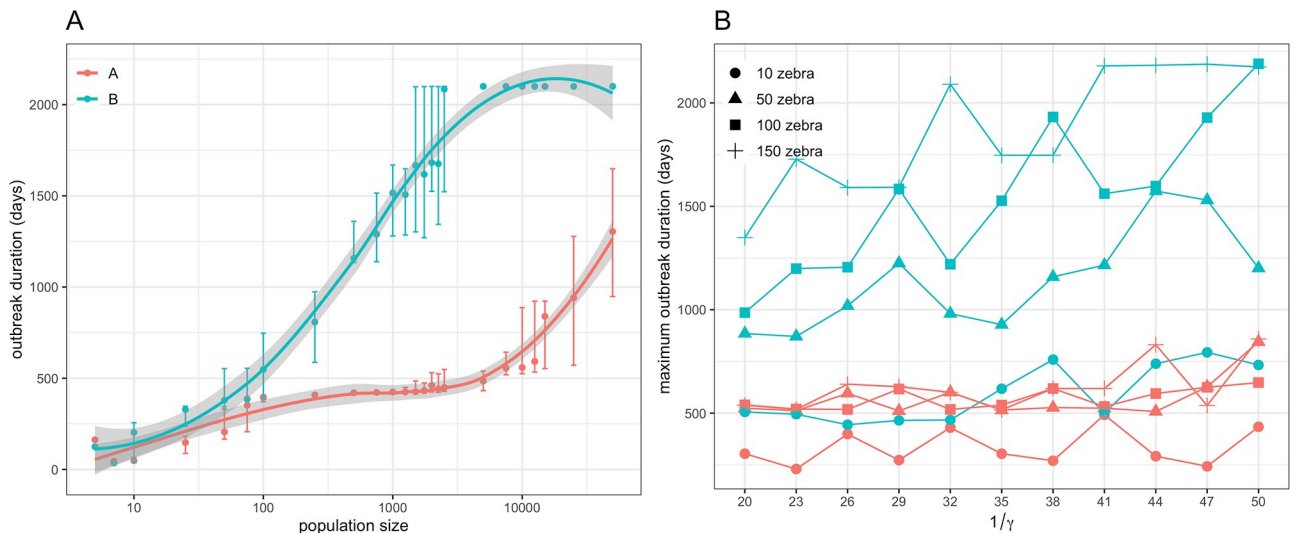 A
outbreak duration (days)
2000
1500
1000
500
0
A
B
10
100
1000
10000
population size
B
maximum outbreak duration (days)
2000
1500
1000
500
10 zebra
50 zebra
100 zebra
150 zebra
20 23 26 29 32 35 38 41 44 47 50
1/γ